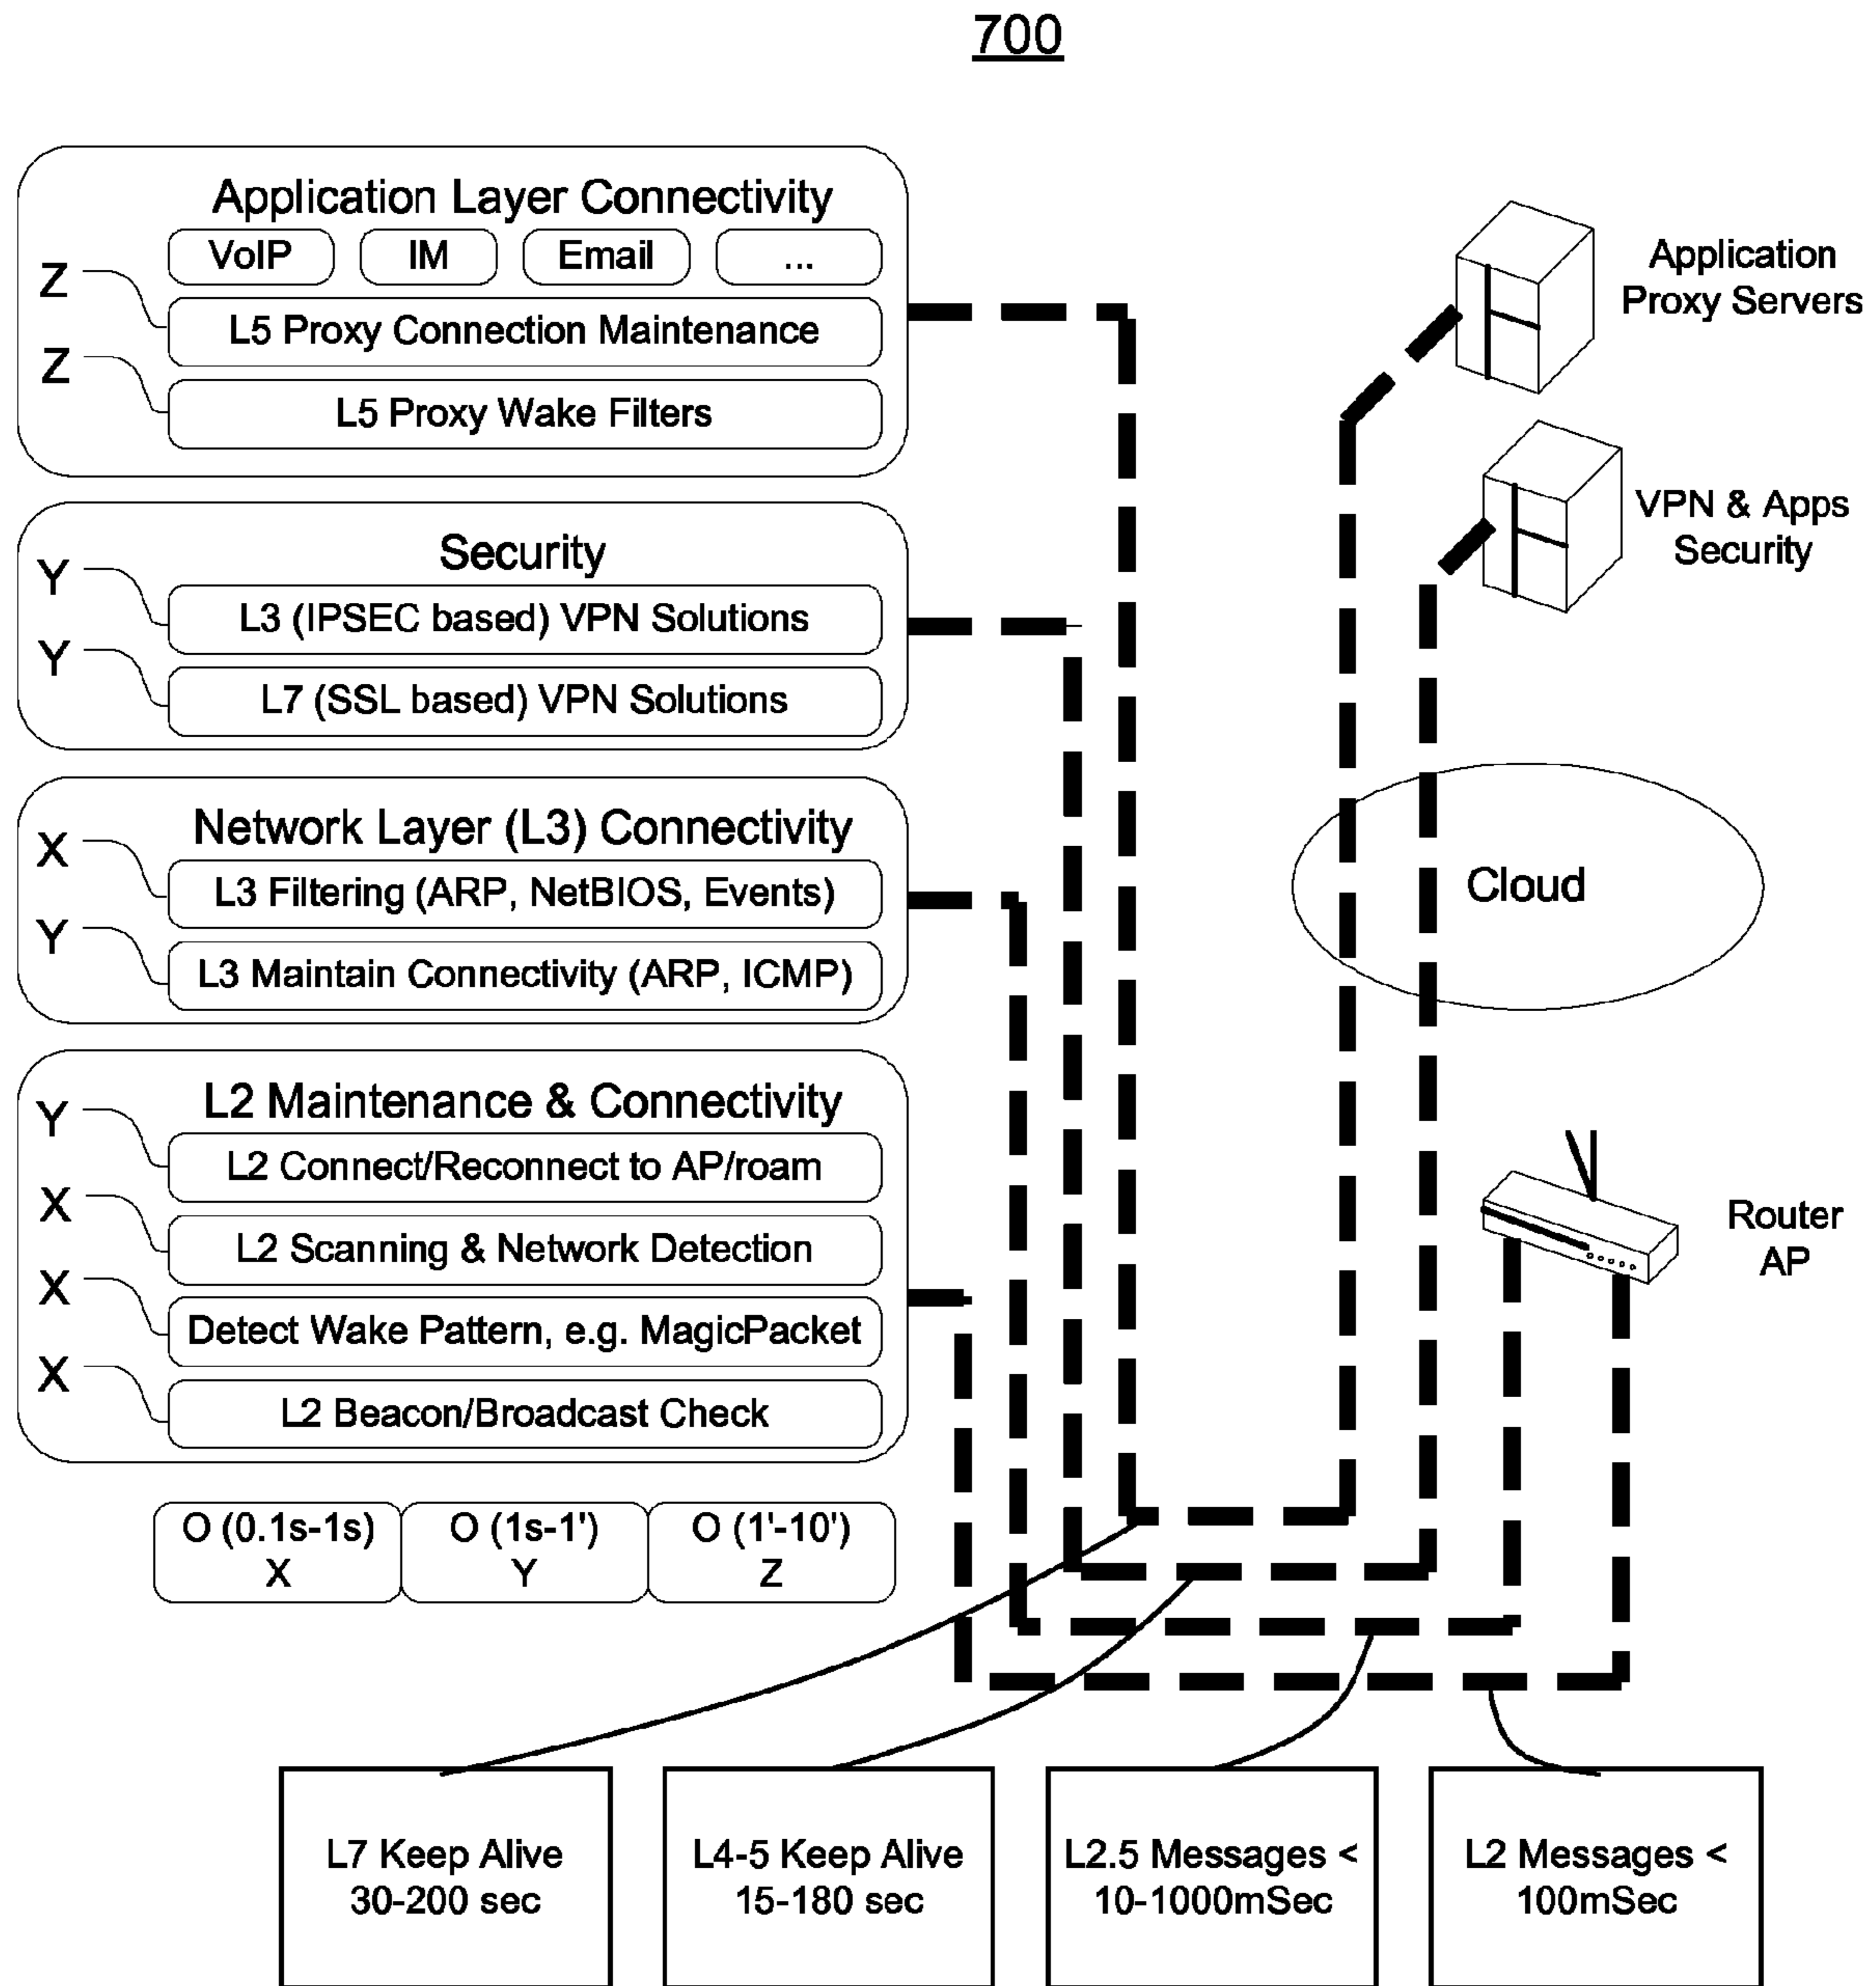 700
Application Layer Connectivity
VoIP
IM
Email
...
Z
L5 Proxy Connection Maintenance
Z
L5 Proxy Wake Filters
Security
Y
L3 (IPSEC based) VPN Solutions
Y
L7 (SSL based) VPN Solutions
Network Layer (L3) Connectivity
X
L3 Filtering (ARP, NetBIOS, Events)
Y
L3 Maintain Connectivity (ARP, ICMP)
L2 Maintenance & Connectivity
Y
L2 Connect/Reconnect to AP/roam
X
L2 Scanning & Network Detection
X
Detect Wake Pattern, e.g. MagicPacket
X
L2 Beacon/Broadcast Check
O (0.1s-1s)
X
O (1s-1')
Y
O (1'-10')
Z
Application
Proxy Servers
VPN & Apps
Security
Cloud
Router
AP
L7 Keep Alive
30-200 sec
L4-5 Keep Alive
15-180 sec
L2.5 Messages <
10-1000mSec
L2 Messages <
100mSec